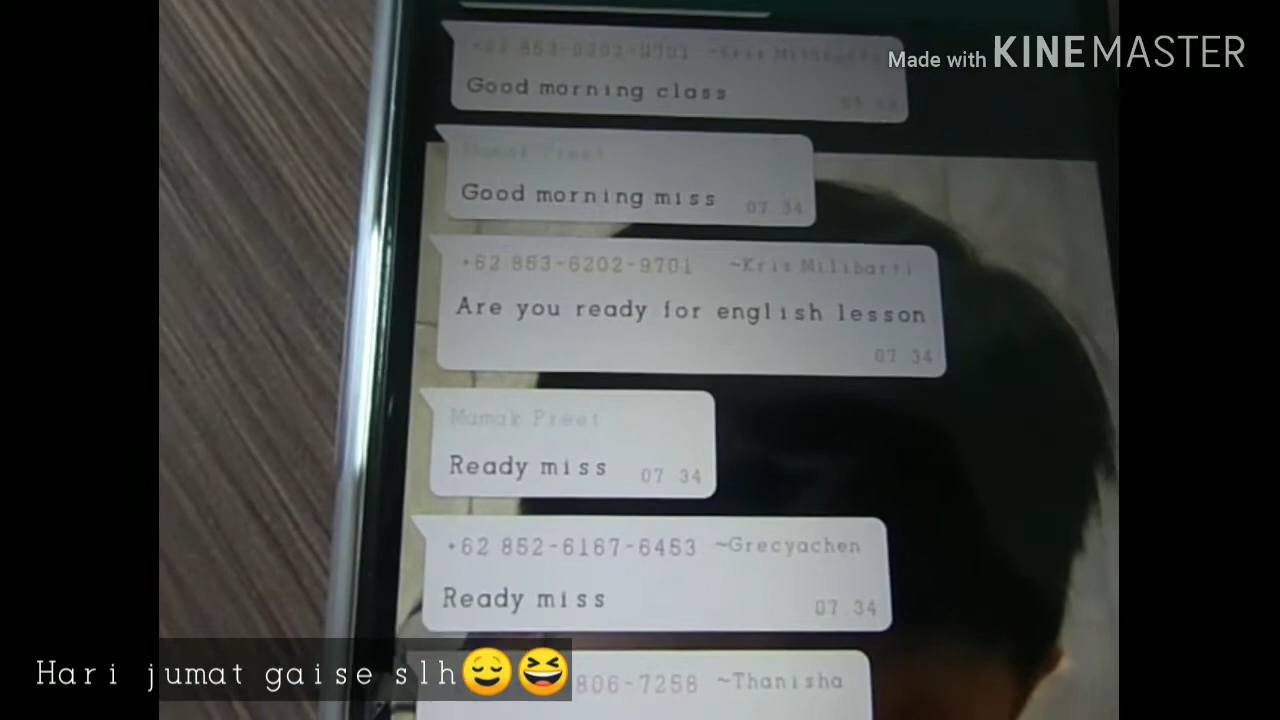 Made with KINEMASTER
Good morning class
Good morning miss
07 34
+62 853-6202-9701 ~Kris Milibarti
Are you ready for english lesson
07 34
Mamak Preet
Ready miss 07 34
+62 852-6167-6453 ~Grecyachen
Ready miss
07.34
806-7258 ~Thanisha
Hari jumat gaise slh😌😆